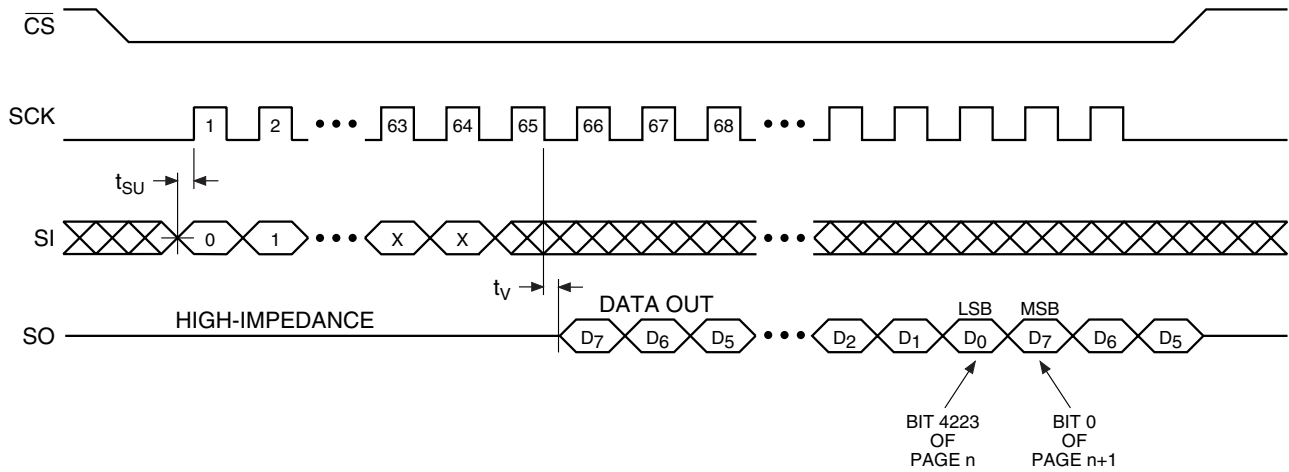 CS
SCK
1 2 63 64 65 66 67 68
tSU
SI
0 1 X X
tV
DATA OUT
HIGH-IMPEDANCE
LSB MSB
SO
D7 D6 D5 D2 D1 D0 D7 D6 D5
BIT 4223
OF
PAGE n
BIT 0
OF
PAGE n+1